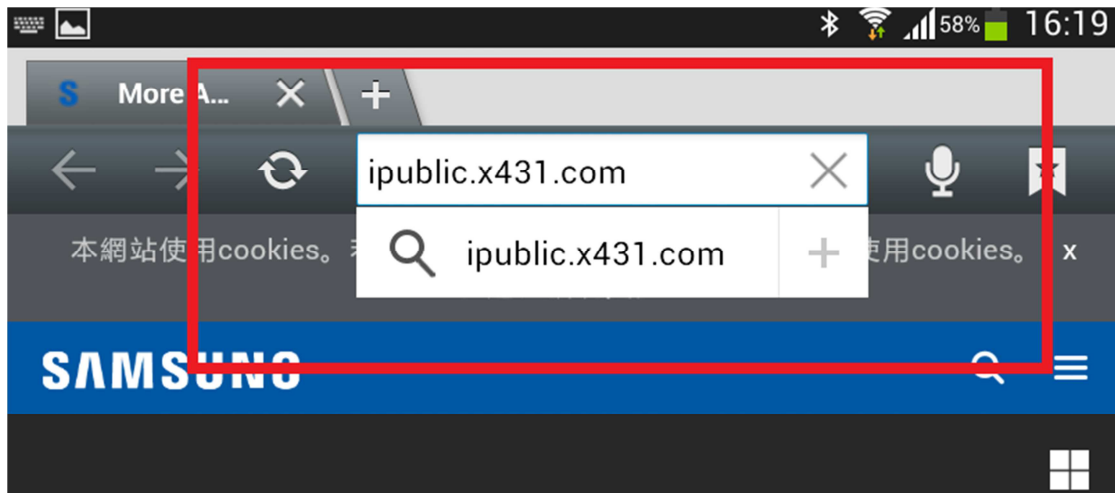 58% 16:19
S More A...
ipublic.x431.com
本網站使用cookies。 使用cookies。 x
ipublic.x431.com
SAMSUNG